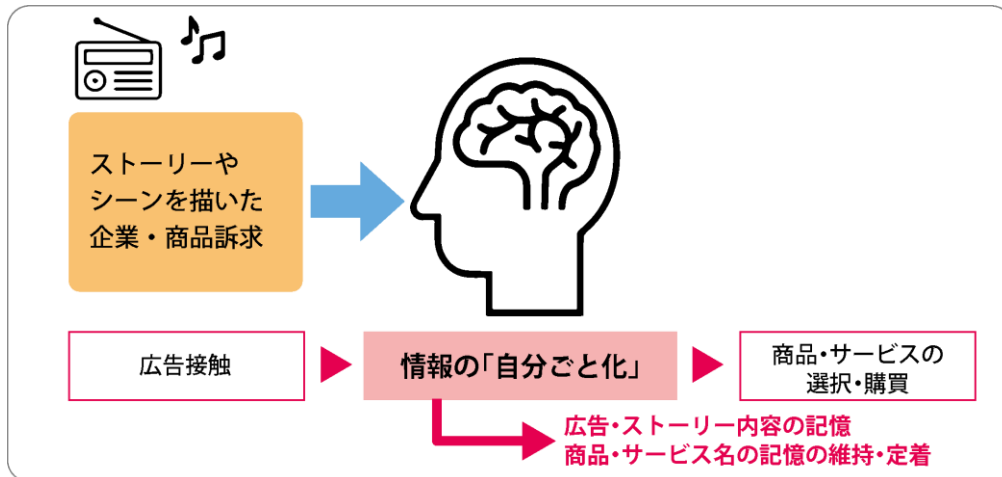 ストーリーや
シーンを描いた
企業・商品訴求
広告接触
情報の「自分ごと化」
商品・サービスの
選択・購買
広告・ストーリー内容の記憶
商品・サービス名の記憶の維持・定着